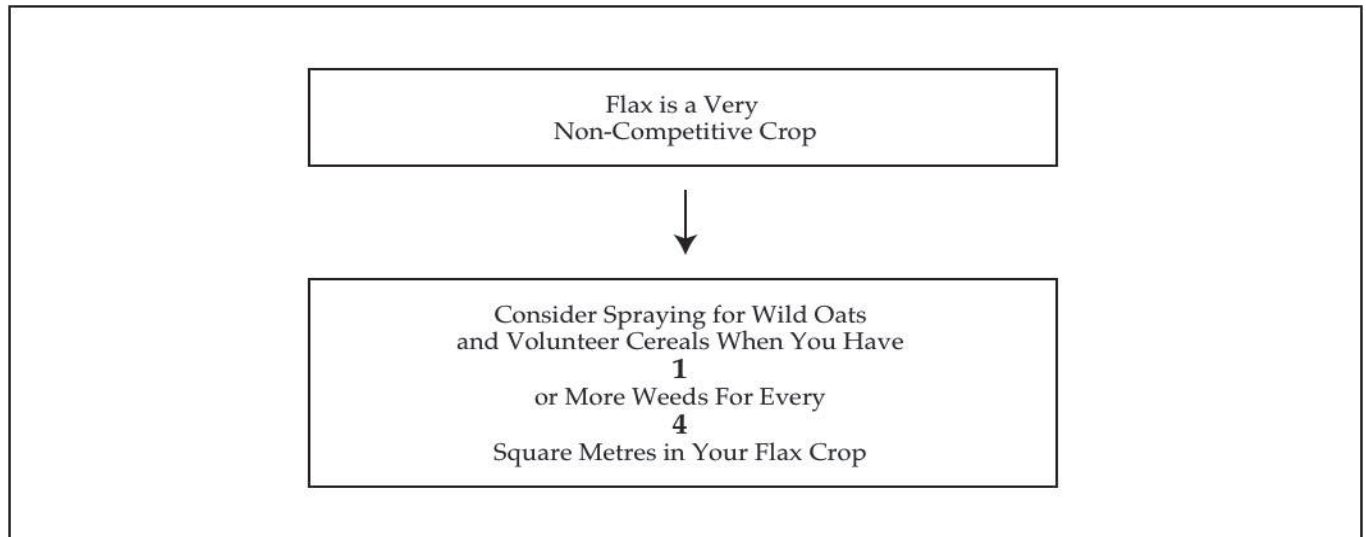 Flax is a Very
Non-Competitive Crop
Consider Spraying for Wild Oats
and Volunteer Cereals When You Have
1
or More Weeds For Every
4
Square Metres in Your Flax Crop